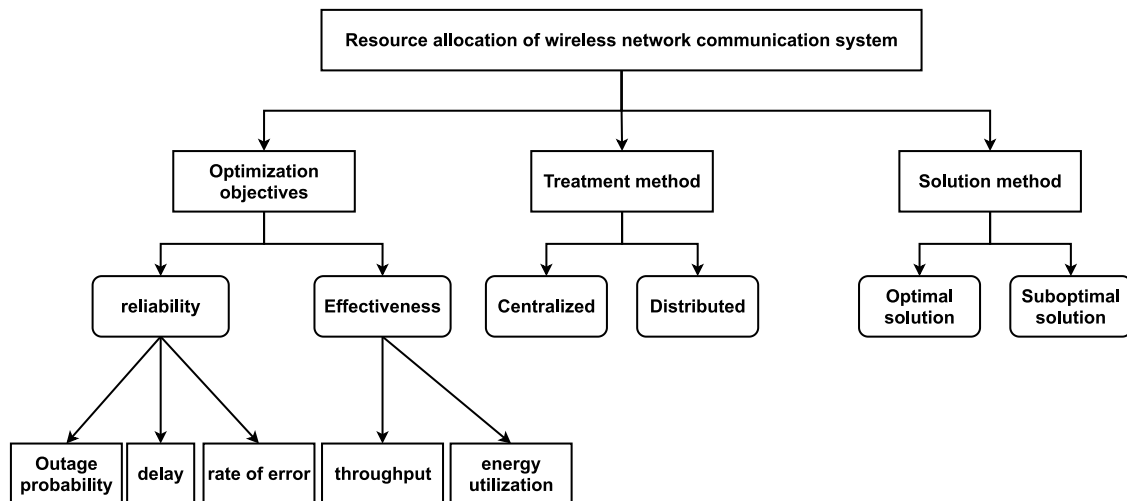 Resource allocation of wireless network communication system
Optimization
objectives
Treatment method
Solution method
reliability
Effectiveness
Centralized
Distributed
Optimal
solution
Suboptimal
solution
Outage
probability
delay
rate of error
throughput
energy
utilization